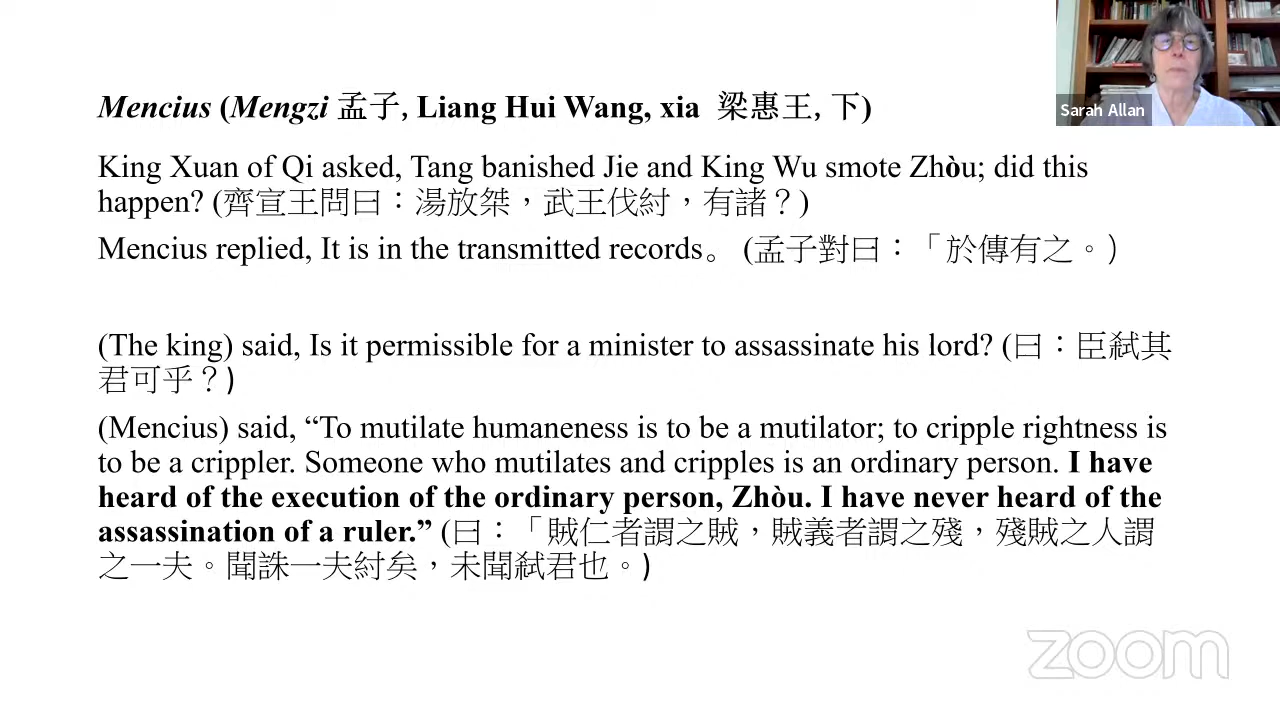 Sarah Allan
Mencius (Mengzi 孟子, Liang Hui Wang, xia 梁惠王, 下)
King Xuan of Qi asked, Tang banished Jie and King Wu smote Zhòu; did this
happen? (齊宣王問曰：湯放桀，武王伐紂，有諸？)
Mencius replied, It is in the transmitted records。 (孟子對曰：「於傳有之。)
(The king) said, Is it permissible for a minister to assassinate his lord? (曰：臣弒其
君可乎？)
(Mencius) said, “To mutilate humaneness is to be a mutilator; to cripple rightness is
to be a crippler. Someone who mutilates and cripples is an ordinary person. I have
heard of the execution of the ordinary person, Zhòu. I have never heard of the
assassination of a ruler.” (曰：「賊仁者謂之賊，賊義者謂之殘，殘賊之人謂
之一夫。聞誅一夫紂矣，未聞弒君也。)
zoom